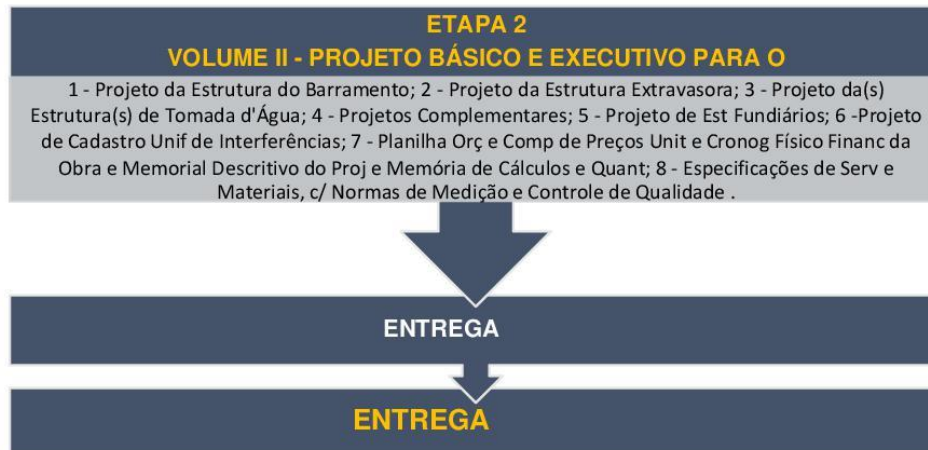 ETAPA 2
VOLUME II - PROJETO BÁSICO E EXECUTIVO PARA O
1 - Projeto da Estrutura do Barramento; 2 - Projeto da Estrutura Extravasora; 3 - Projeto da(s)
Estrutura(s) de Tomada d'Água; 4 - Projetos Complementares; 5 - Projeto de Est Fundiários; 6 -Projeto
de Cadastro Unif de Interferências; 7 - Planilha Orç e Comp de Preços Unit e Cronog Físico Financ da
Obra e Memorial Descritivo do Proj e Memória de Cálculos e Quant; 8 - Especificações de Serv e
Materiais, c/ Normas de Medição e Controle de Qualidade .
ENTREGA
ENTREGA